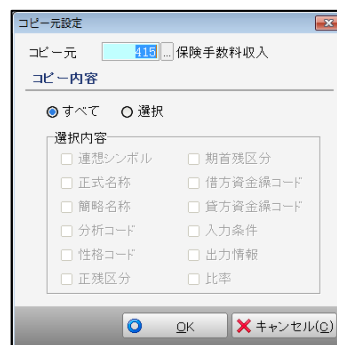 コピー元設定
コピー元 415 ... 保険手数料収入
コピー内容
すべて 選択
選択内容
連想シンボル 期首残区分
正式名称 借方資金繰コード
簡略名称 貸方資金繰コード
分析コード 入力条件
性格コード 出力情報
正残区分 比率
OK キャンセル(C)